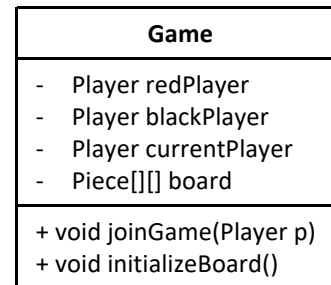 Game
- Player redPlayer
- Player blackPlayer
- Player currentPlayer
- Piece[][] board
+ void joinGame(Player p)
+ void initializeBoard()